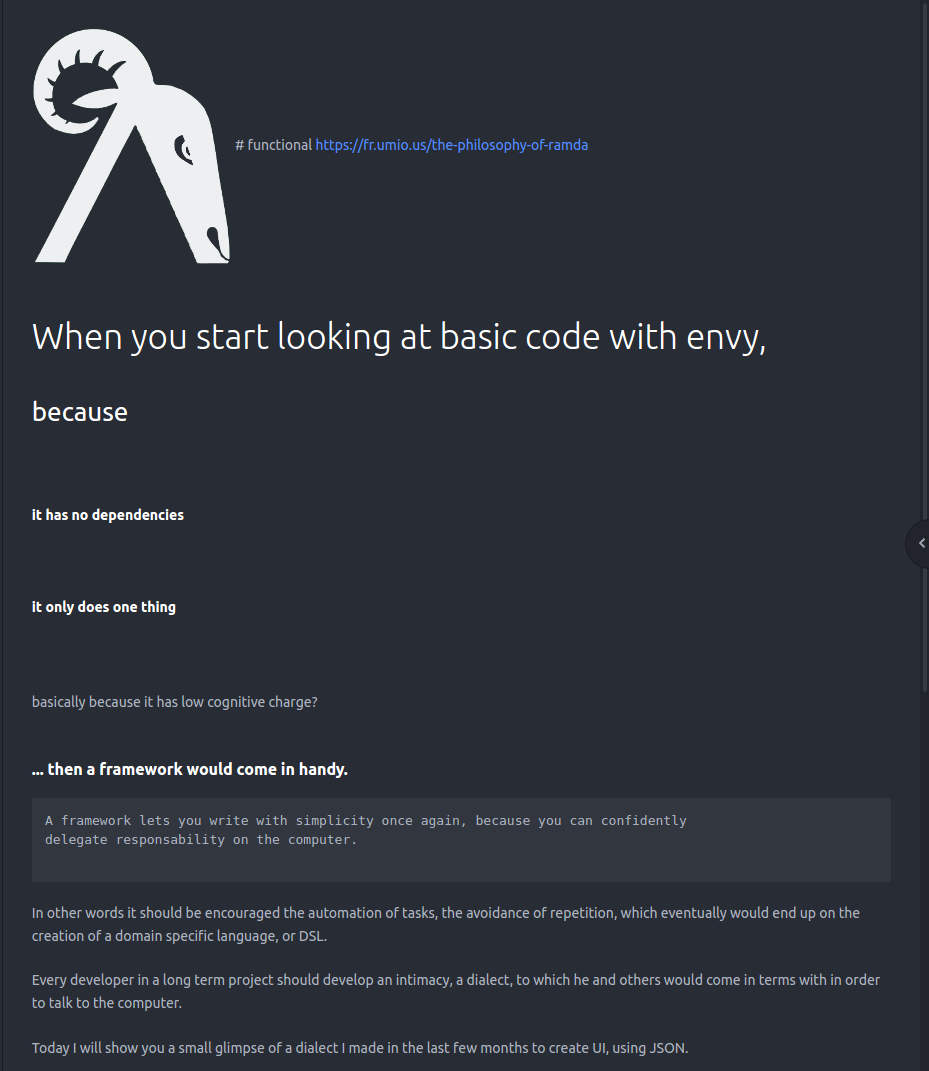 # functional https://fr.umio.us/the-philosophy-of-ramda
When you start looking at basic code with envy,
because
it has no dependencies
it only does one thing
basically because it has low cognitive charge?
... then a framework would come in handy.
A framework lets you write with simplicity once again, because you can confidently
delegate responsability on the computer.
In other words it should be encouraged the automation of tasks, the avoidance of repetition, which eventually would end up on the
creation of a domain specific language, or DSL.
Every developer in a long term project should develop an intimacy, a dialect, to which he and others would come in terms with in order
to talk to the computer.
Today I will show you a small glimpse of a dialect I made in the last few months to create UI, using JSON.